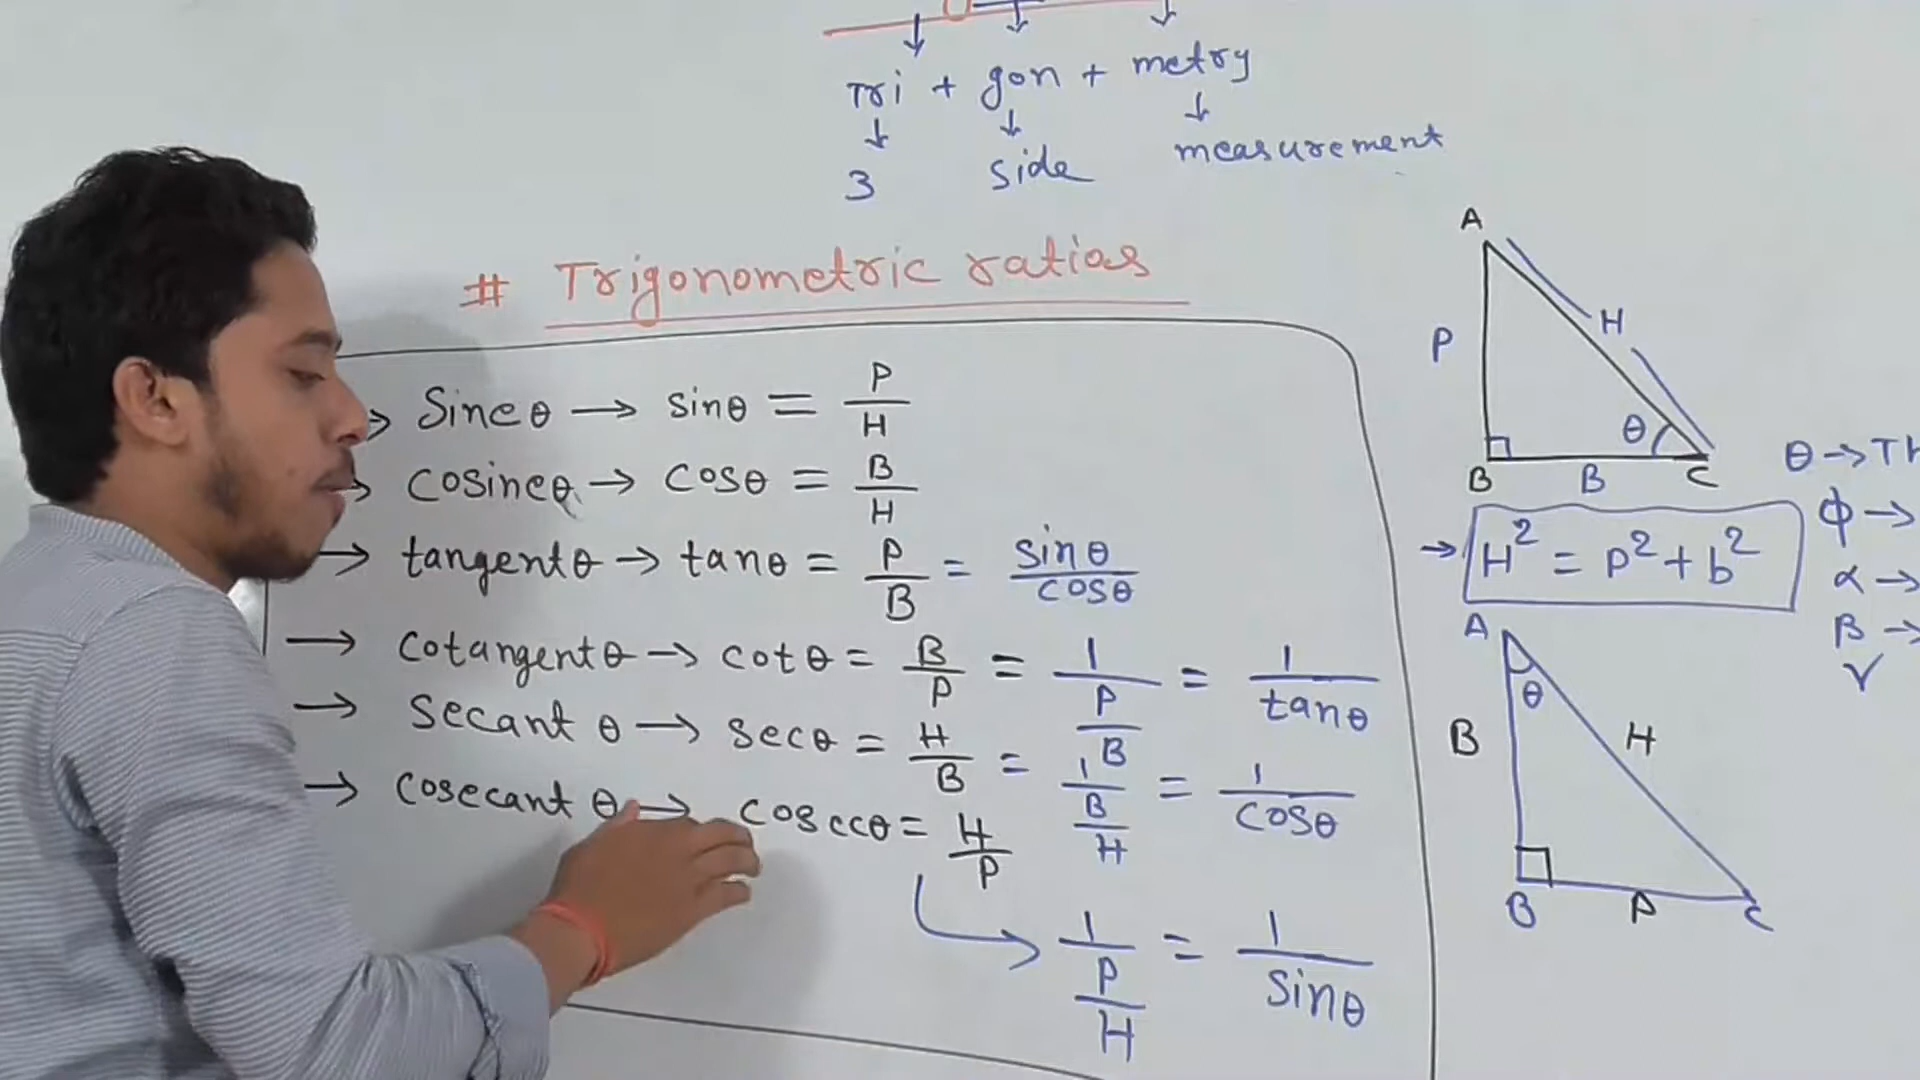 Tri + gon + metry
3 side measurement
# Trigonometric ratios
Sineθ → sinθ = P/H
cosineθ → cosθ = B/H
→ tangentθ → tanθ = P/B = sinθ/cosθ
→ cotangentθ → cotθ = B/P = 1/(P/B) = 1/tanθ
→ secant θ → secθ = H/B = 1/(B/H) = 1/cosθ
→ cosecant θ → cosecθ = H/P
1/(P/H) = 1/sinθ
A
P H
θ
B B C
→ H² = P² + b²
θ → Th
ϕ →
α →
β →
γ
A
θ
B H
B P C